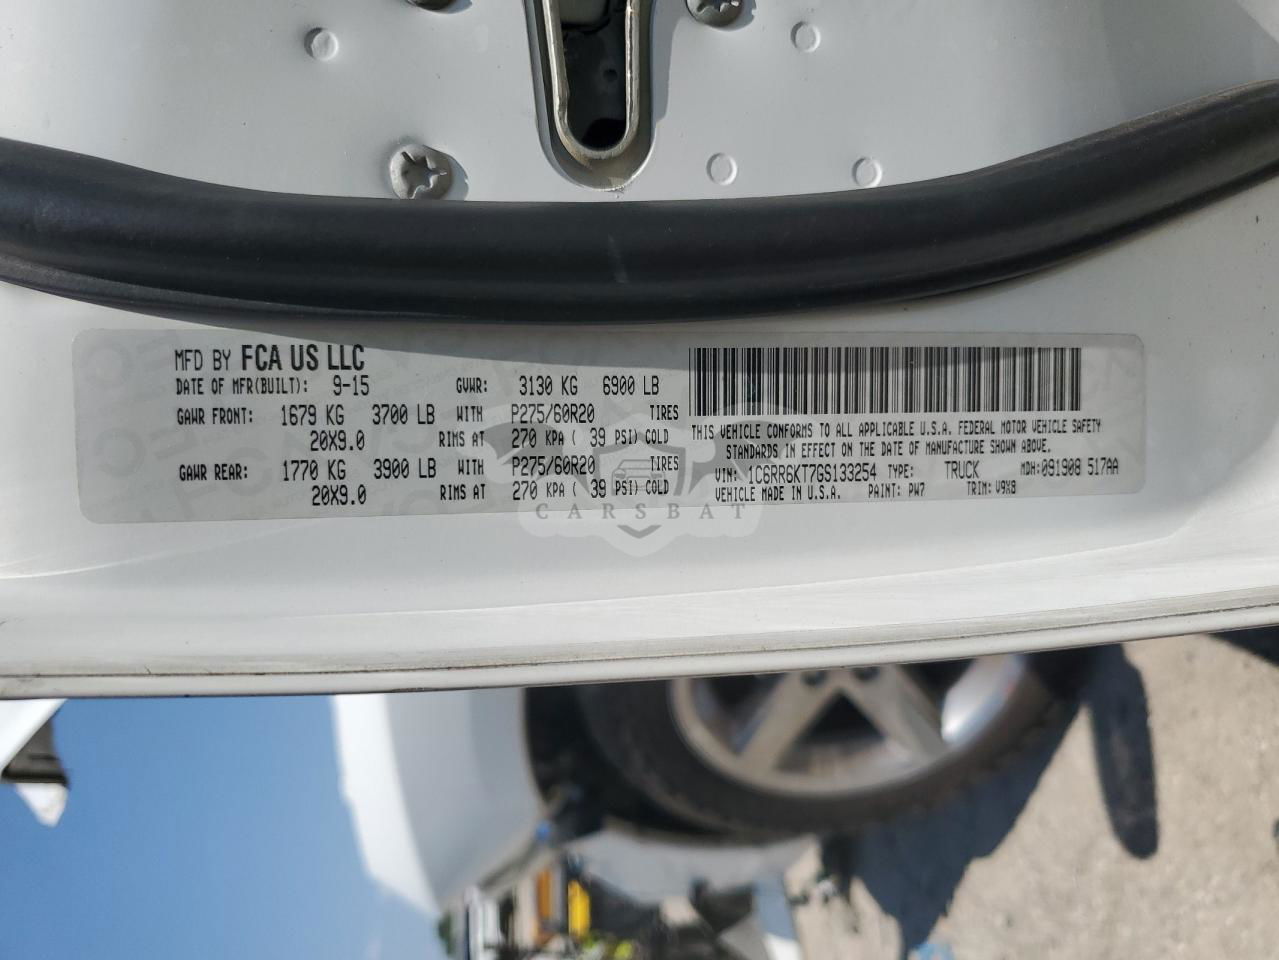 MFD BY FCA US LLC
DATE OF MFR(BUILT): 9-15 GVWR: 3130 KG 6900 LB
GAWR FRONT: 1679 KG 3700 LB WITH P275/60R20 TIRES
20X9.0 RIMS AT 270 KPA ( 39 PSI) COLD
GAWR REAR: 1770 KG 3900 LB WITH P275/60R20 TIRES
20X9.0 RIMS AT 270 KPA ( 39 PSI) COLD
THIS VEHICLE CONFORMS TO ALL APPLICABLE U.S.A. FEDERAL MOTOR VEHICLE SAFETY
STANDARDS IN EFFECT ON THE DATE OF MANUFACTURE SHOWN ABOVE.
VIN: 1C6RR6KT7GS133254 TYPE: TRUCK MDH:091908 517AA
VEHICLE MADE IN U.S.A. PAINT: PW7 TRIM: V9X8
CARSBAT